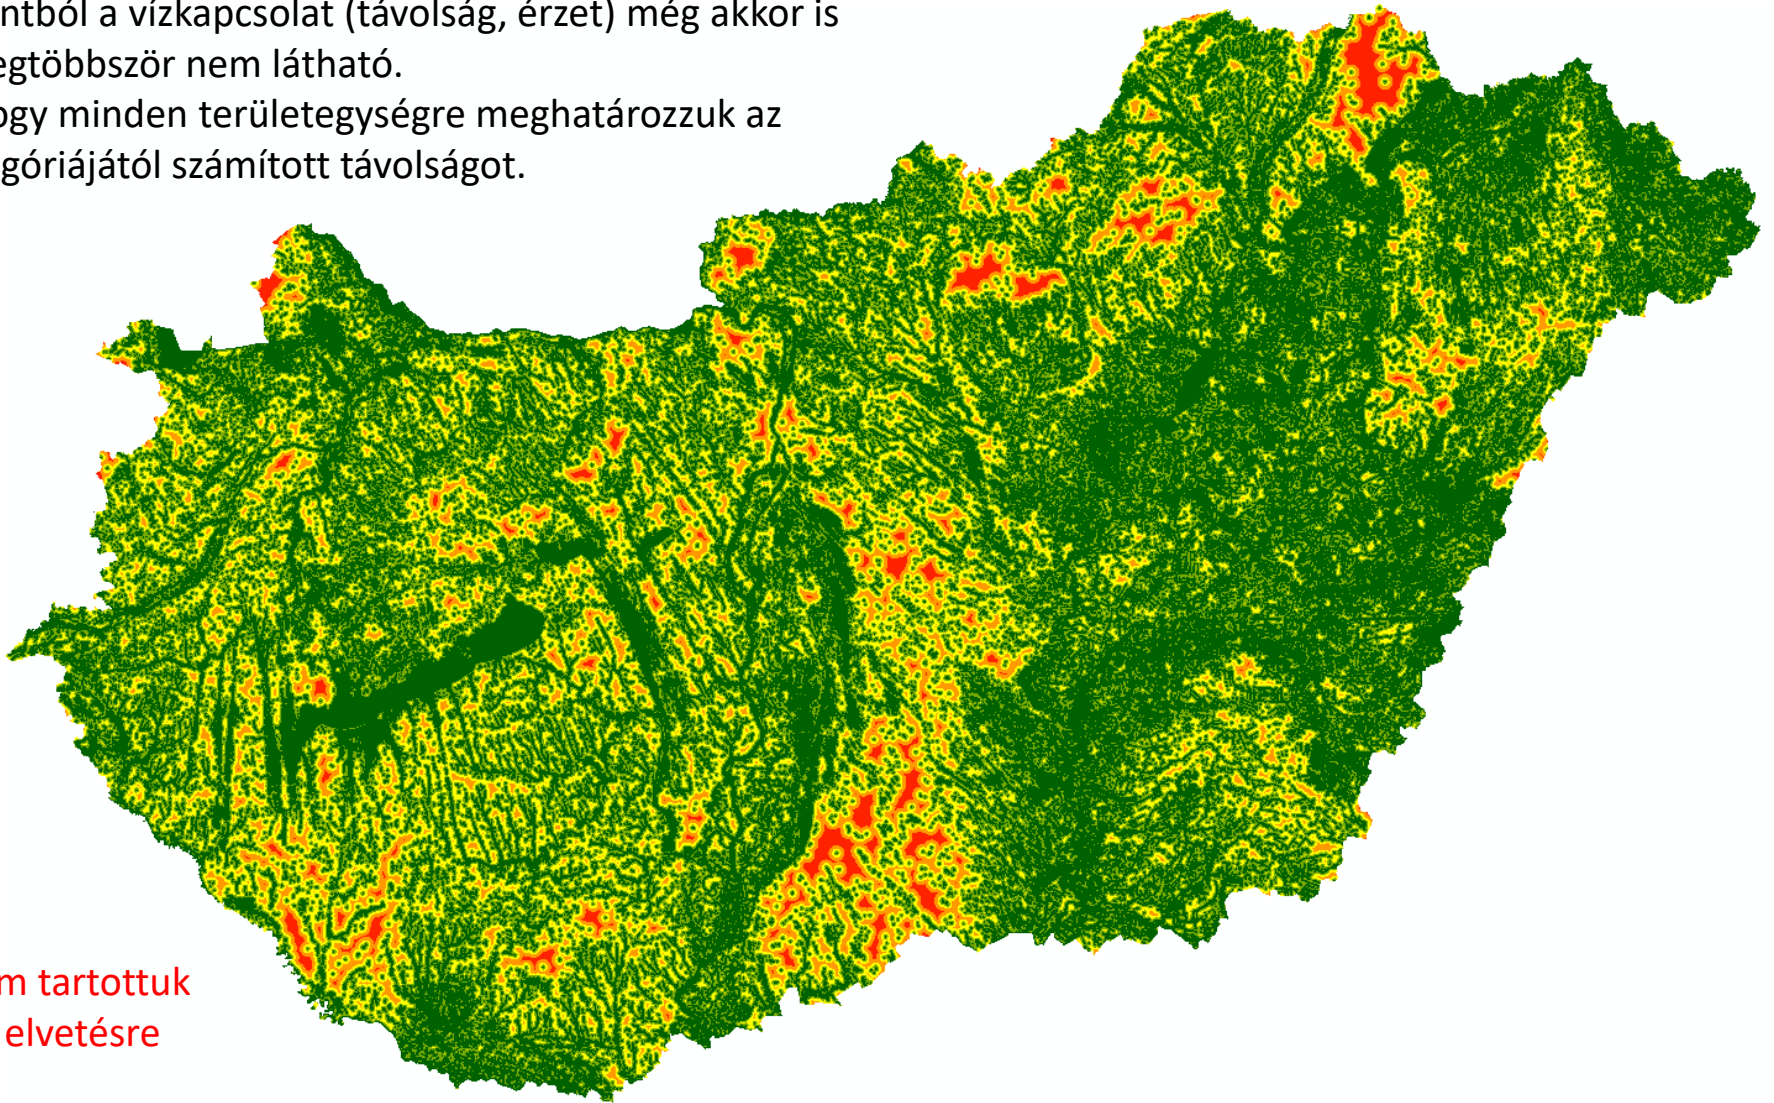 ntból a vízkapcsolat (távolság, érzet) még akkor is
egtöbbször nem látható.
ogy minden területegységre meghatározzuk az
góriájától számított távolságot.
m tartottuk
elvetésre